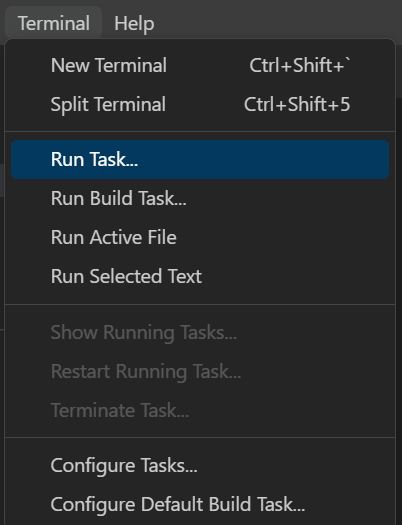 Terminal Help
New Terminal Ctrl+Shift+`
Split Terminal Ctrl+Shift+5
Run Task...
Run Build Task...
Run Active File
Run Selected Text
Show Running Tasks...
Restart Running Task...
Terminate Task...
Configure Tasks...
Configure Default Build Task...